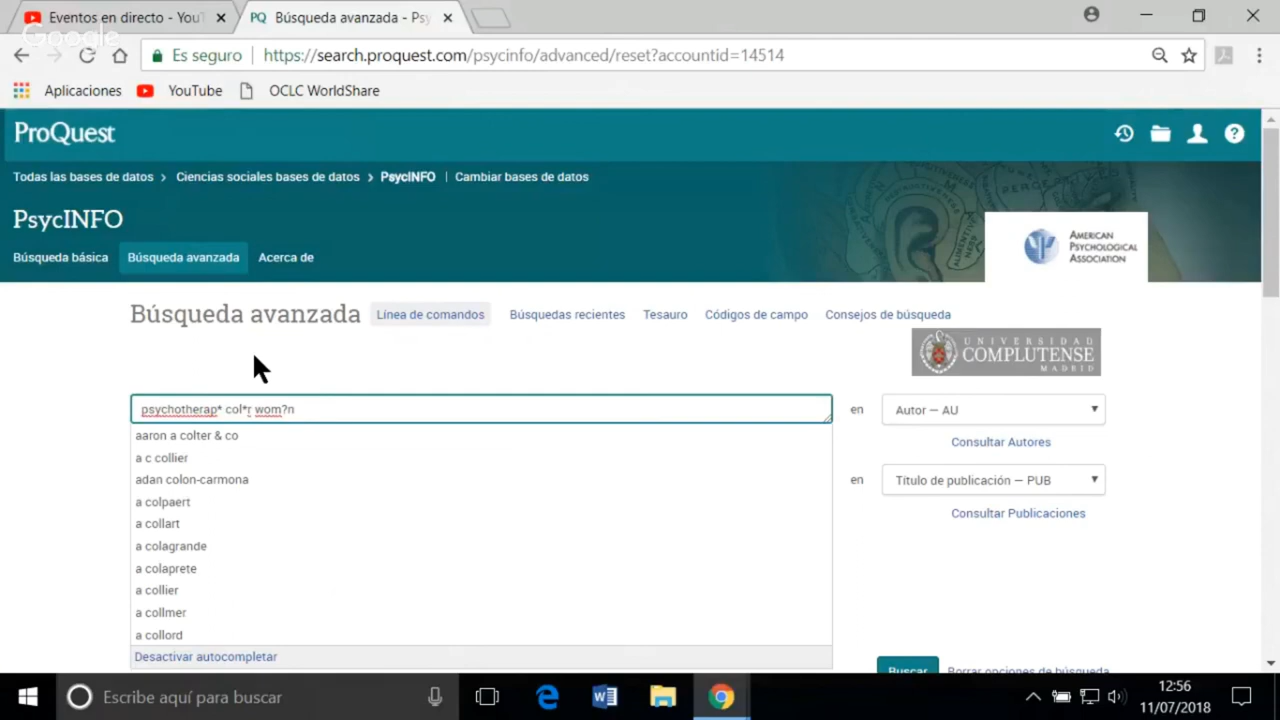 Eventos en directo - YouT
PQ Búsqueda avanzada - Psy
Google
Es seguro
https://search.proquest.com/psycinfo/advanced/reset?accountid=14514
Aplicaciones YouTube OCLC WorldShare
ProQuest
Todas las bases de datos > Ciencias sociales bases de datos > PsycINFO | Cambiar bases de datos
PsycINFO
AMERICAN
PSYCHOLOGICAL
ASSOCIATION
Búsqueda básica Búsqueda avanzada Acerca de
Búsqueda avanzada Línea de comandos Búsquedas recientes Tesauro Códigos de campo Consejos de búsqueda
UNIVERSIDAD
COMPLUTENSE
MADRID
psychotherap* col*r wom?n en Autor — AU
aaron a colter & co
Consultar Autores
a c collier
adan colon-carmona en Título de publicación — PUB
a colpaert
Consultar Publicaciones
a collart
a colagrande
a colaprete
a collier
a collmer
a collord
Desactivar autocompletar
Buscar Borrar opciones de búsqueda
Escribe aquí para buscar
12:56
11/07/2018